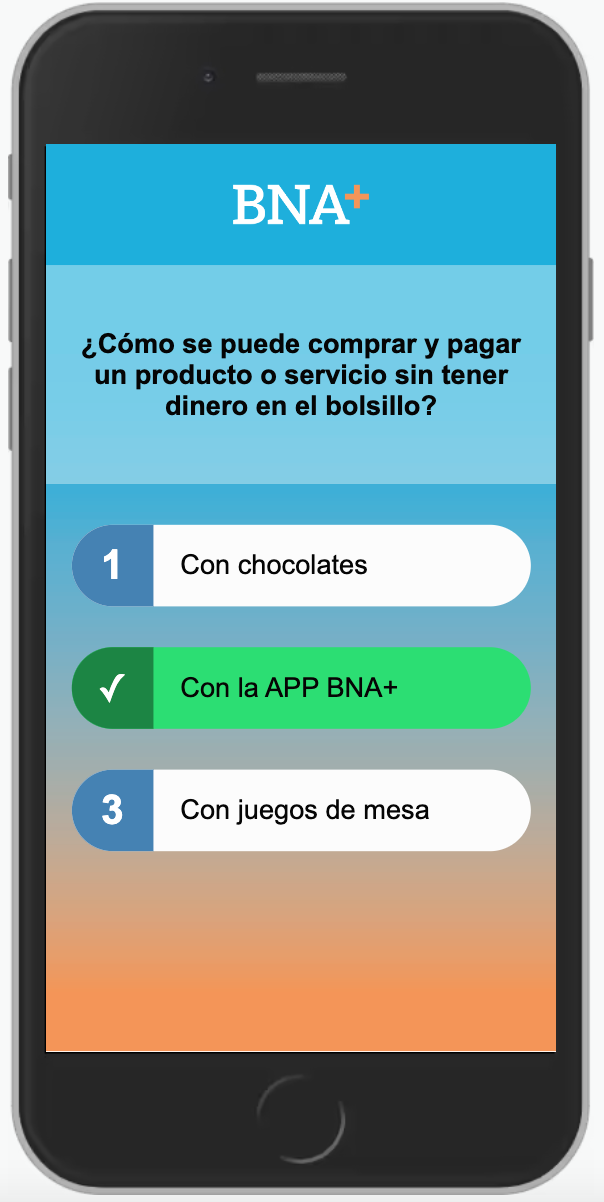 BNA+
¿Cómo se puede comprar y pagar
un producto o servicio sin tener
dinero en el bolsillo?
1
Con chocolates
✓
Con la APP BNA+
3
Con juegos de mesa